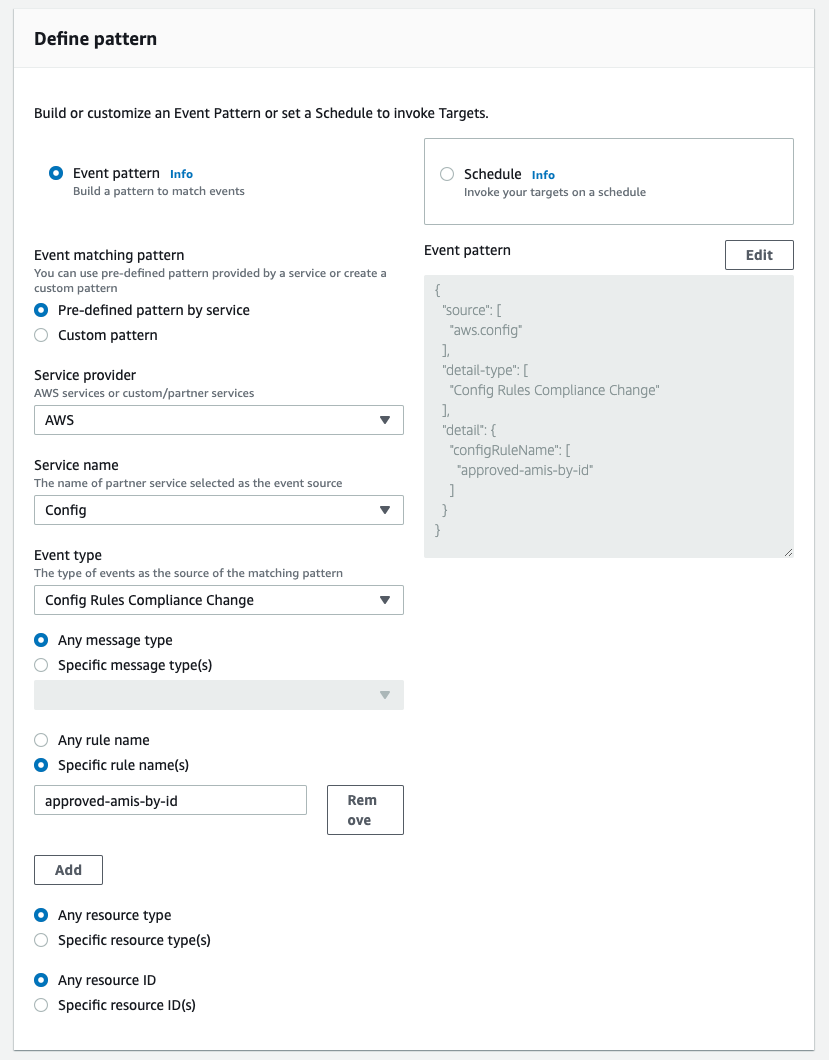 Define pattern
Build or customize an Event Pattern or set a Schedule to invoke Targets.
Event pattern Info
Build a pattern to match events
Schedule Info
Invoke your targets on a schedule
Event matching pattern
You can use pre-defined pattern provided by a service or create a
custom pattern
Pre-defined pattern by service
Custom pattern
Service provider
AWS services or custom/partner services
AWS
Service name
The name of partner service selected as the event source
Config
Event type
The type of events as the source of the matching pattern
Config Rules Compliance Change
Any message type
Specific message type(s)
Any rule name
Specific rule name(s)
approved-amis-by-id
Rem
ove
Add
Any resource type
Specific resource type(s)
Any resource ID
Specific resource ID(s)
Event pattern
Edit
{
"source": [
"aws.config"
],
"detail-type": [
"Config Rules Compliance Change"
],
"detail": {
"configRuleName": [
"approved-amis-by-id"
]
}
}